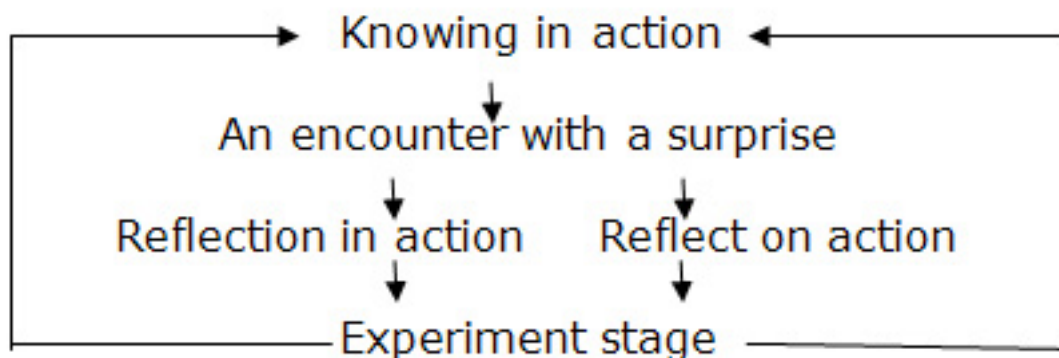 Knowing in action
An encounter with a surprise
Reflection in action Reflect on action
Experiment stage